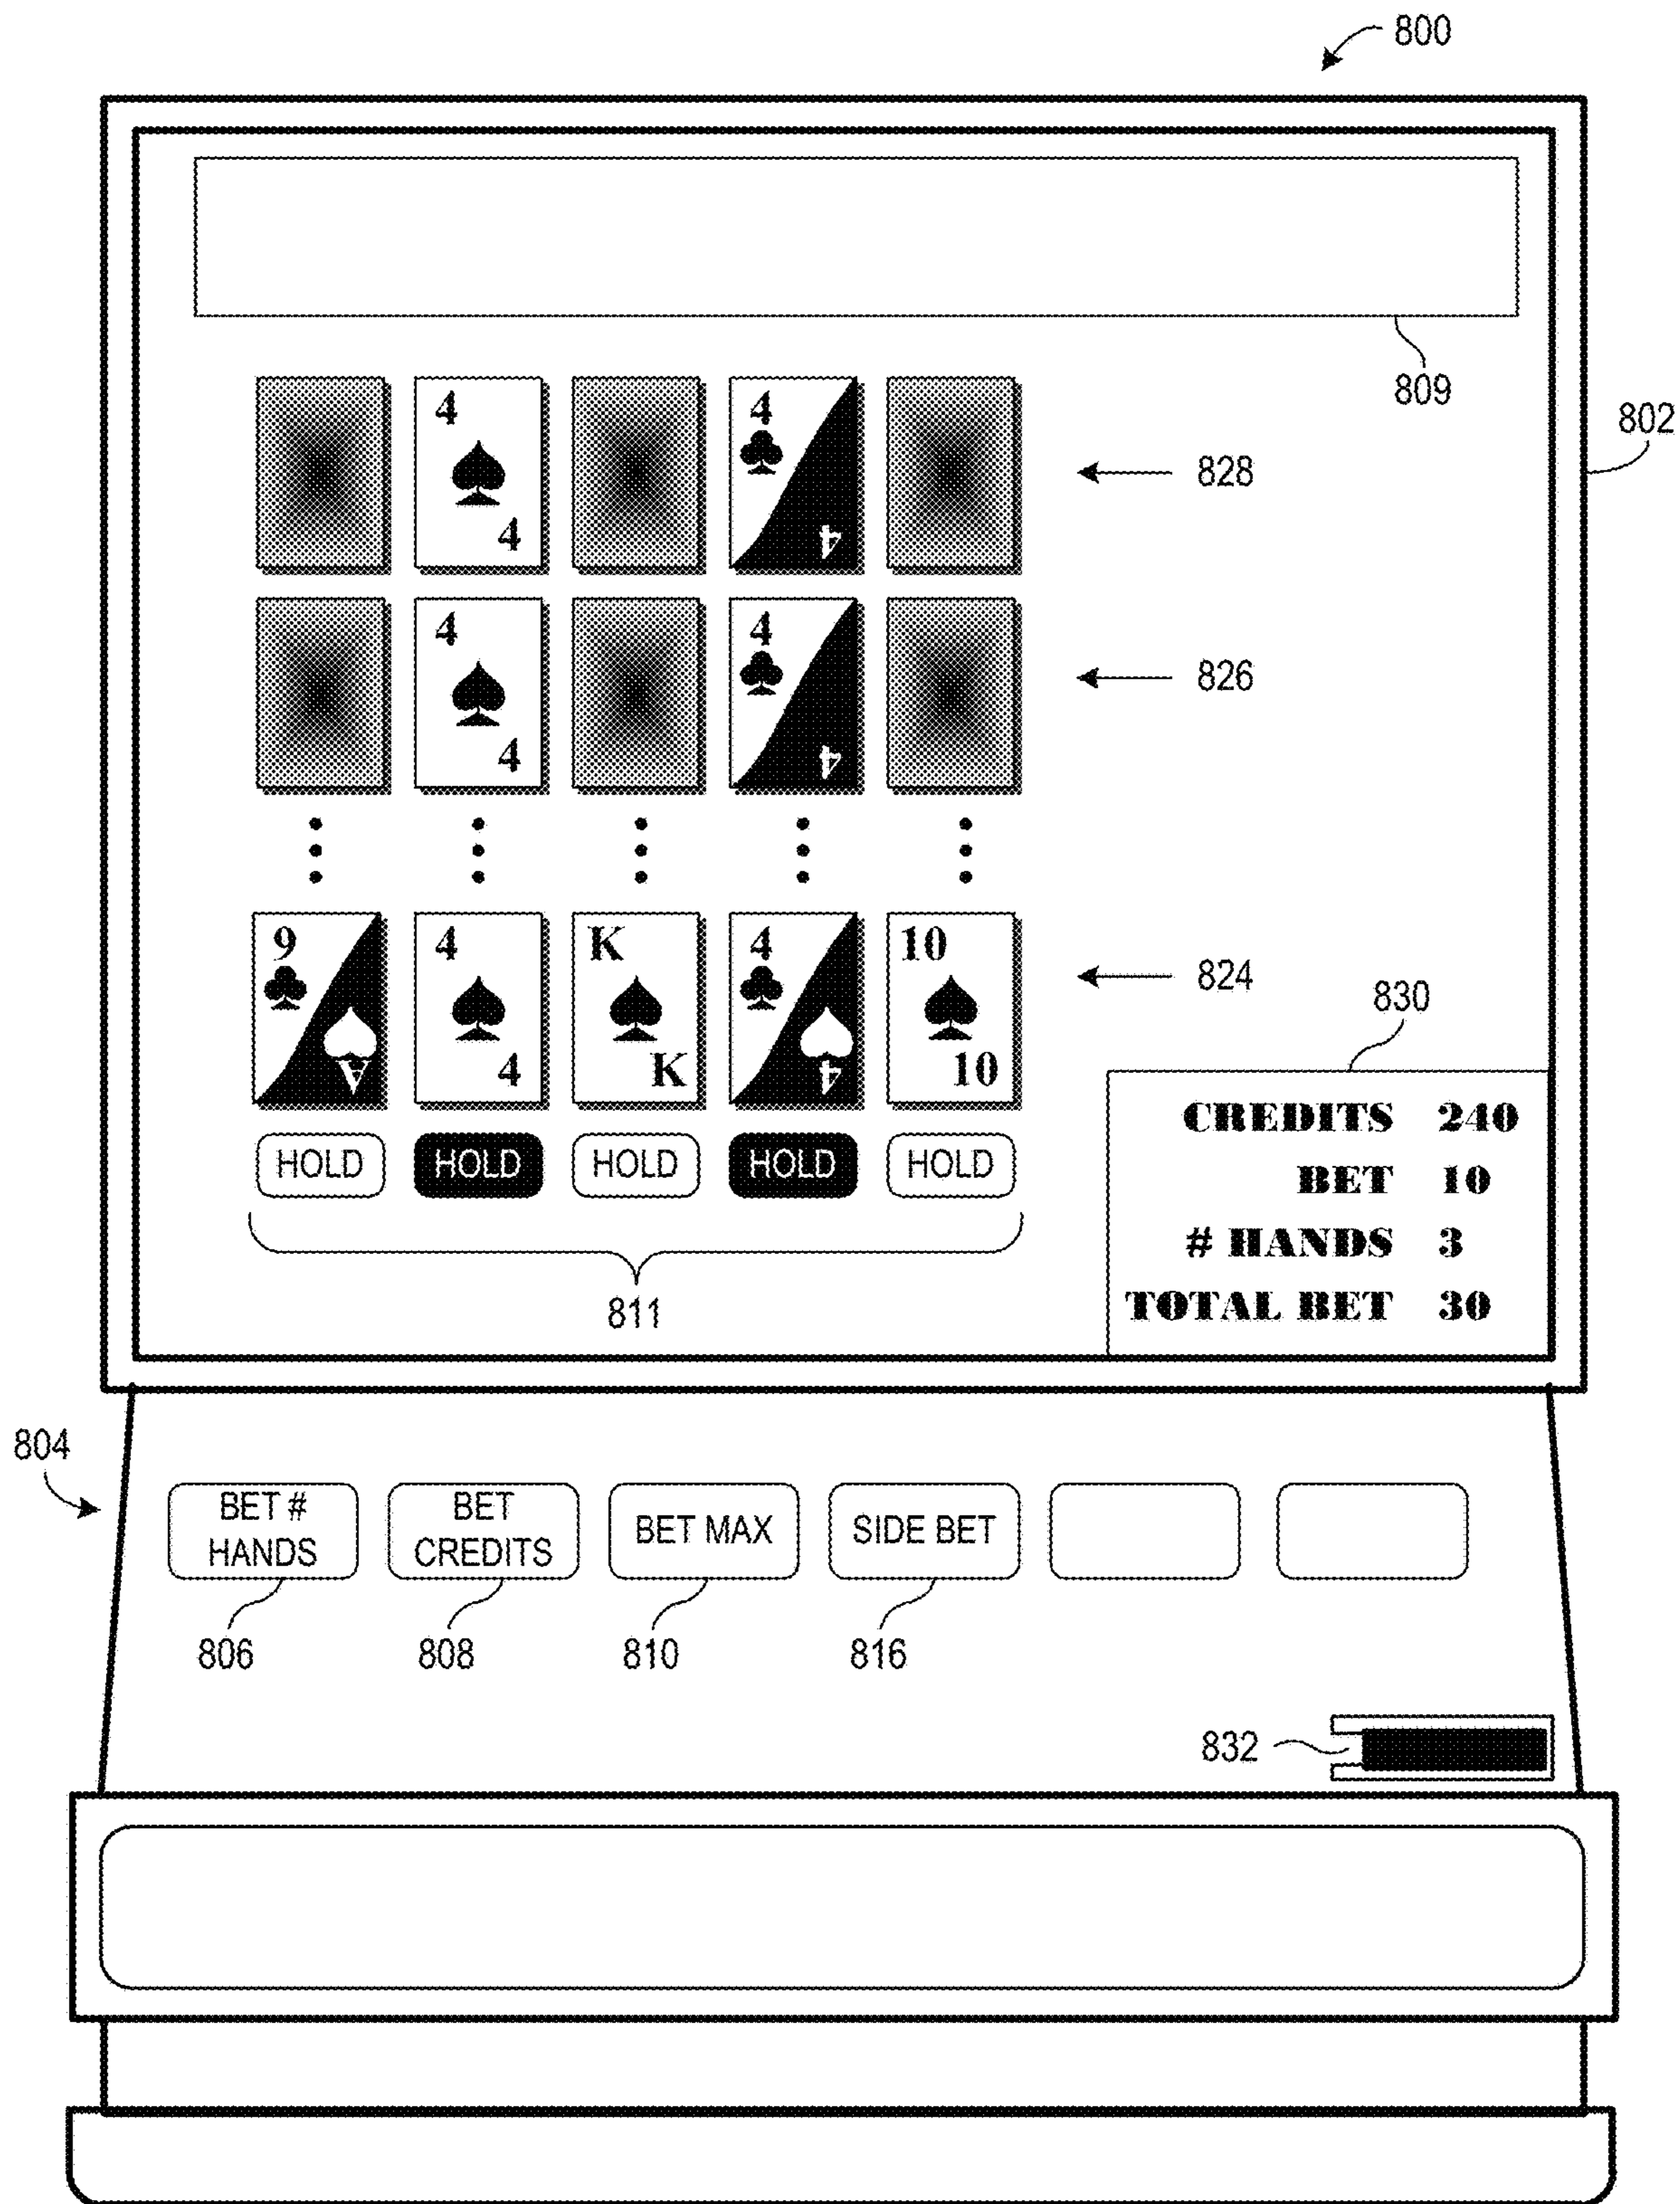 800
809
802
4 4
4 4
828
4 4
4 4
826
9 A
4 4
K K
4 4
10 10
824
830
HOLD HOLD HOLD HOLD HOLD
811
CREDITS 240
BET 10
# HANDS 3
TOTAL BET 30
804
BET #
HANDS
BET
CREDITS
BET MAX
SIDE BET
806 808 810 816
832